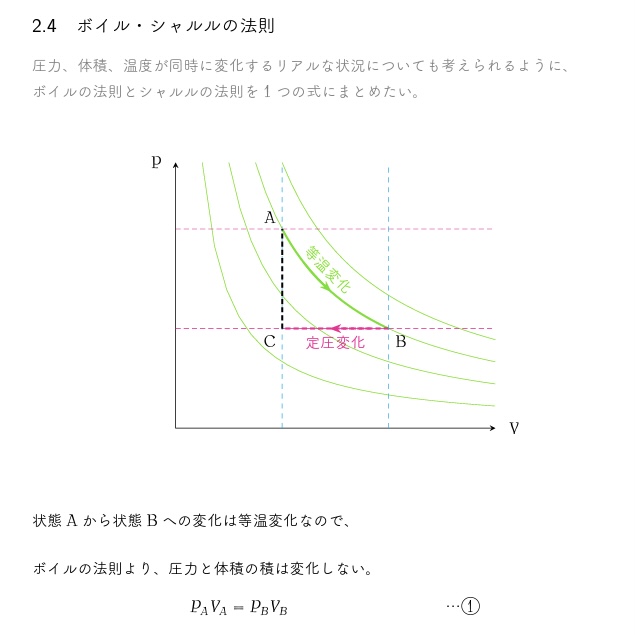 2.4 ボイル・シャルルの法則
圧力、体積、温度が同時に変化するリアルな状況についても考えられるように、
ボイルの法則とシャルルの法則を1つの式にまとめたい。
p
A
等温変化
C
定圧変化
B
V
状態 A から状態 B への変化は等温変化なので、
ボイルの法則より、圧力と体積の積は変化しない。
P_A V_A = P_B V_B …①